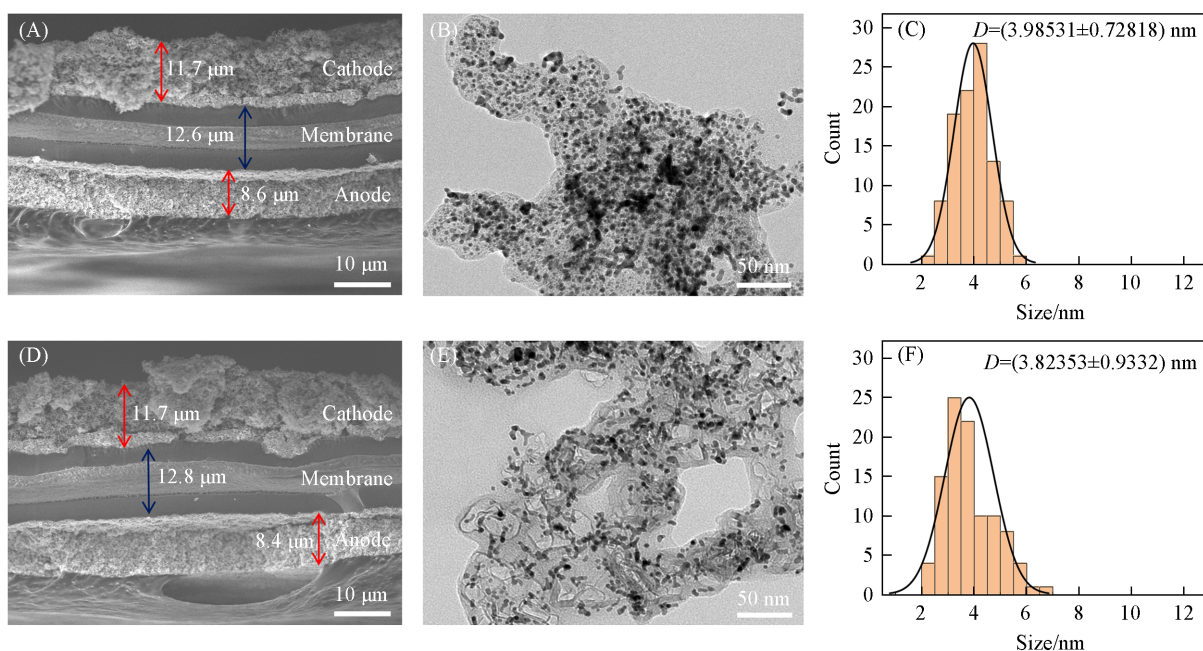 (A)
11.7 μm
Cathode
12.6 μm
Membrane
8.6 μm
Anode
10 μm
(B)
50 nm
(C)
D=(3.98531±0.72818) nm
30
25
20
15
10
5
0
Count
2 4 6 8 10 12
Size/nm
(D)
11.7 μm
Cathode
12.8 μm
Membrane
8.4 μm
Anode
10 μm
(E)
50 nm
(F)
D=(3.82353±0.9332) nm
30
25
20
15
10
5
0
Count
2 4 6 8 10 12
Size/nm